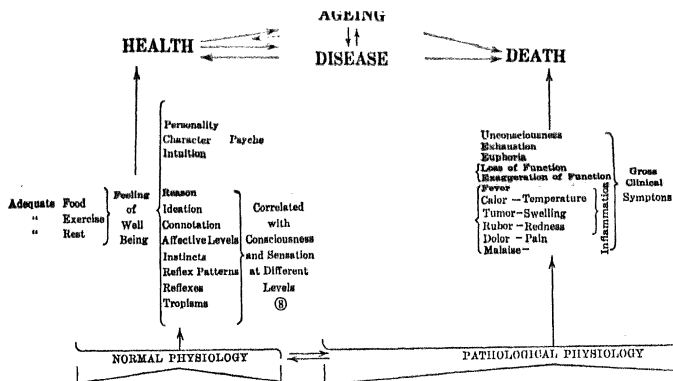 AGEING
HEALTH
DISEASE
DEATH
Personality
Character Psyche
Intuition
Reason
Ideation
Connotation
Affective Levels
Instincts
Reflex Patterns
Reflexes
Tropisms
Adequate Food
“ Exercise
“ Rest
Feeling
of
Well
Being
Correlated
with
Consciousness
and Sensation
at Different
Levels
⑧
Unconsciousness
Exhaustion
Euphoria
Loss of Function
Exaggeration of Function
Fever
Calor – Temperature
Tumor – Swelling
Rubor – Redness
Dolor – Pain
Malaise –
Inflammation
Gross
Clinical
Symptons
NORMAL PHYSIOLOGY
PATHOLOGICAL PHYSIOLOGY